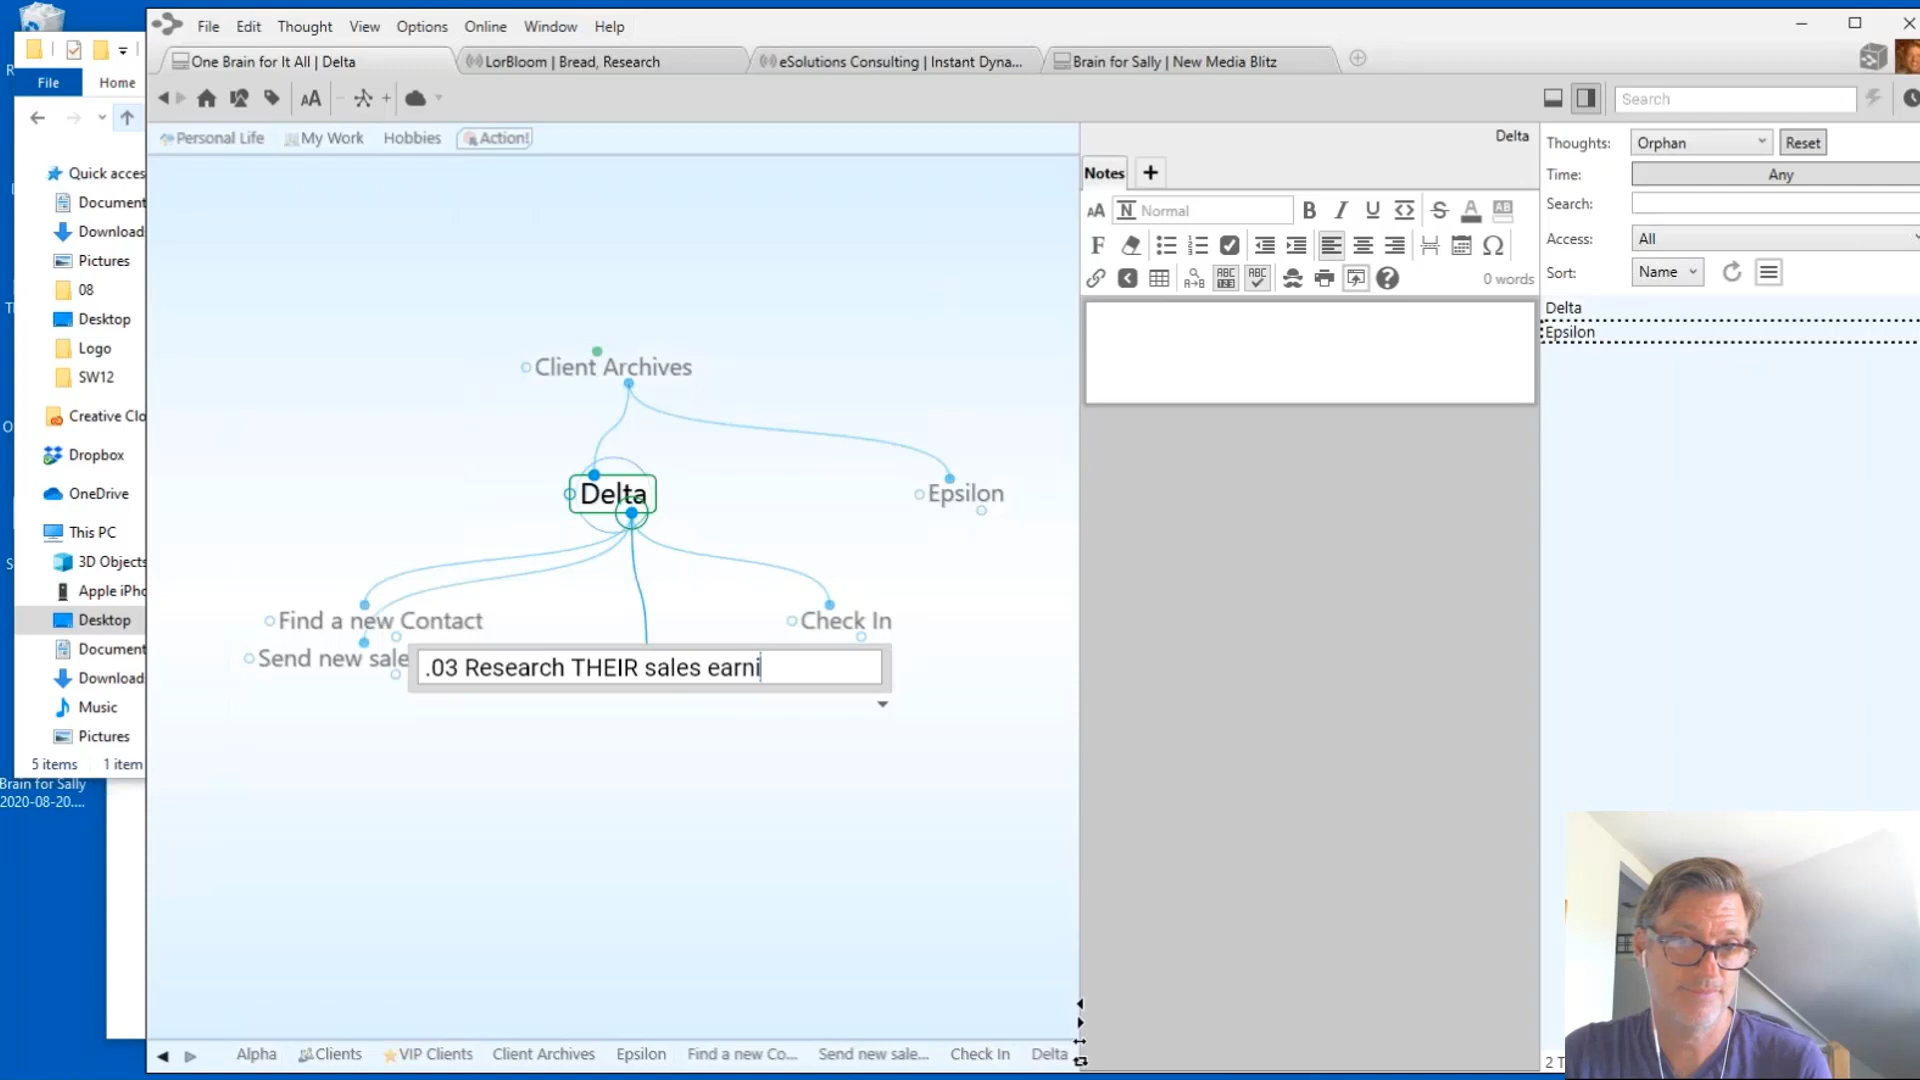 File Edit Thought View Options Online Window Help
One Brain for It All | Delta
LorBloom | Bread, Research
eSolutions Consulting | Instant Dyna...
Brain for Sally | New Media Blitz
File
Home
Search
Personal Life
My Work
Hobbies
Action!
Quick acces
Document
Download
Pictures
08
Desktop
Logo
SW12
Creative Clo
Dropbox
OneDrive
This PC
3D Objects
Apple iPho
Desktop
Document
Download
Music
Pictures
5 items
1 item
Brain for Sally
2020-08-20....
Client Archives
Delta
Epsilon
Find a new Contact
Check In
Send new sale
.03 Research THEIR sales earni
Delta
Notes
Normal
0 words
Thoughts:
Orphan
Reset
Time:
Any
Search:
Access:
All
Sort:
Name
Delta
Epsilon
Alpha
Clients
VIP Clients
Client Archives
Epsilon
Find a new Co...
Send new sale...
Check In
Delta